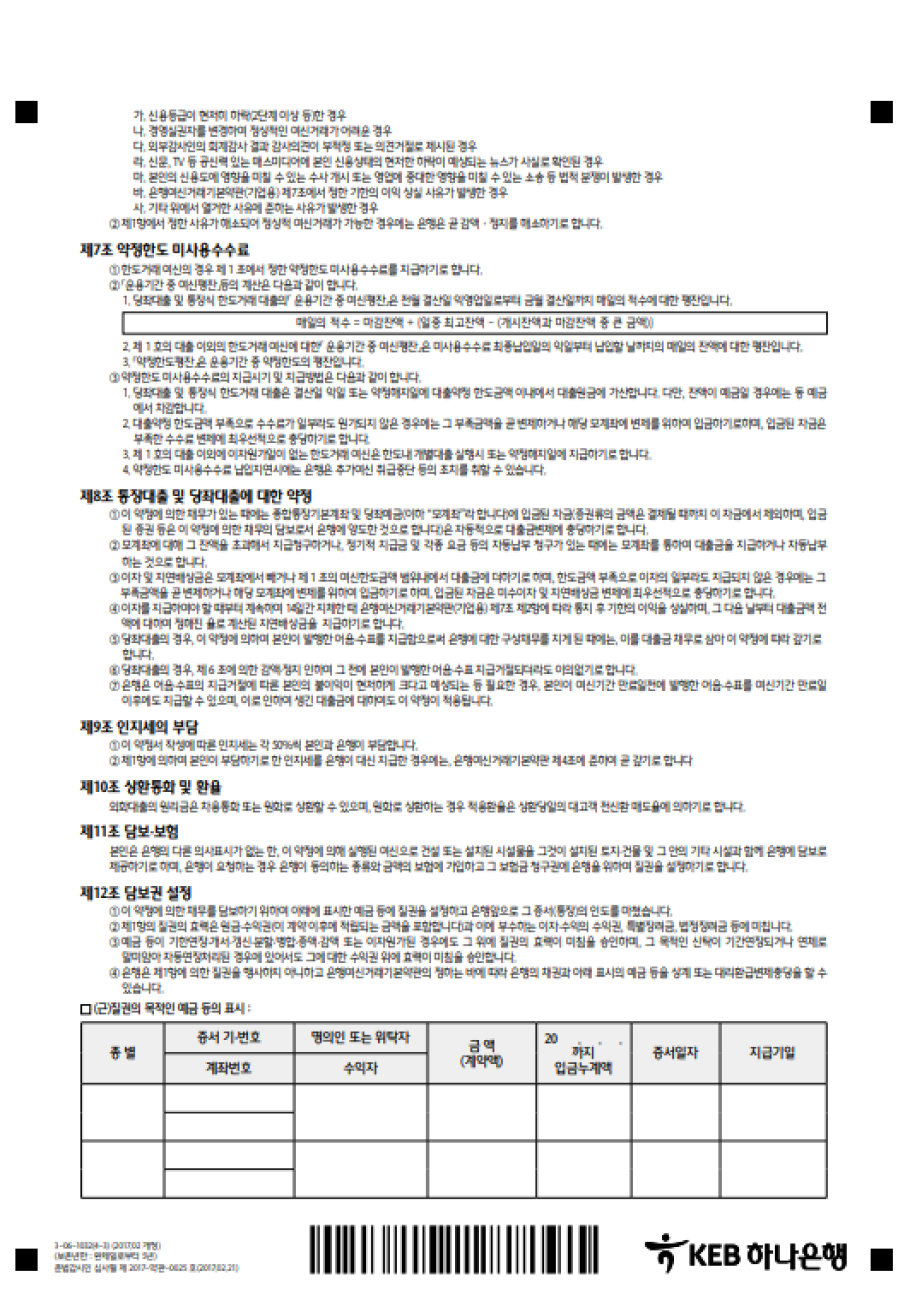 가. 신용등급이 현저히 하락(2단계 이상 등)한 경우
나. 경영실권자를 변경하여 정상적인 여신거래가 어려운 경우
다. 외부감사인의 회계감사 결과 감사의견이 부적정 또는 의견거절로 제시된 경우
라. 신문, TV 등 공신력 있는 매스미디어에 본인 신용상태의 현저한 하락이 예상되는 뉴스가 사실로 확인된 경우
마. 본인의 신용도에 영향을 미칠 수 있는 수사 개시 또는 영업에 중대한 영향을 미칠 수 있는 소송 등 법적 분쟁이 발생한 경우
바. 은행여신거래기본약관(기업용) 제7조에서 정한 기한의 이익 상실 사유가 발생한 경우
사. 기타 위에서 열거한 사유에 준하는 사유가 발생한 경우
② 제1항에서 정한 사유가 해소되어 정상적 여신거래가 가능한 경우에는 은행은 곧 감액・정지를 해소하기로 합니다.
제7조 약정한도 미사용수수료
① 한도거래 여신의 경우 제 1 조에서 정한 약정한도 미사용수수료를 지급하기로 합니다.
② 「운용기간 중 여신평잔」등의 계산은 다음과 같이 합니다.
1. 당좌대출 및 통장식 한도거래 대출의「 운용기간 중 여신평잔」은 전월 결산일 익영업일로부터 금월 결산일까지 매일의 적수에 대한 평잔입니다.
매일의 적수 = 마감잔액 + (일중 최고잔액 - (개시잔액과 마감잔액 중 큰 금액))
2. 제 1 호의 대출 이외의 한도거래 여신에 대한「 운용기간 중 여신평잔」은 미사용수수료 최종납입일의 익일부터 납입할 날까지의 매일의 잔액에 대한 평잔입니다.
3. 「약정한도평잔」은 운용기간 중 약정한도의 평잔입니다.
③ 약정한도 미사용수수료의 지급시기 및 지급방법은 다음과 같이 합니다.
1. 당좌대출 및 통장식 한도거래 대출은 결산일 익일 또는 약정해지일에 대출약정 한도금액 이내에서 대출원금에 가산합니다. 다만, 잔액이 예금일 경우에는 동 예금
에서 차감합니다.
2. 대출약정 한도금액 부족으로 수수료가 일부라도 원가되지 않은 경우에는 그 부족금액을 곧 변제하거나 해당 모계좌에 변제를 위하여 입금하기로하며, 입금된 자금은
부족한 수수료 변제에 최우선적으로 충당하기로 합니다.
3. 제 1 호의 대출 이외에 이자원가일이 없는 한도거래 여신은 한도내 개별대출 실행시 또는 약정해지일에 지급하기로 합니다.
4. 약정한도 미사용수수료 납입지연시에는 은행은 추가여신 취급중단 등의 조치를 취할 수 있습니다.
제8조 통장대출 및 당좌대출에 대한 약정
① 이 약정에 의한 채무가 있는 때에는 종합통장기본계좌 및 당좌예금(이하 "모계좌"라 합니다)에 입금된 자금(증권류의 금액은 결제될 때까지 이 자금에서 제외하며, 입금
된 증권 등은 이 약정에 의한 채무의 담보로서 은행에 양도한 것으로 합니다)은 자동적으로 대출금변제에 충당하기로 합니다.
② 모계좌에 대해 그 잔액을 초과해서 지급청구하거나, 정기적 지급금 및 각종 요금 등의 자동납부 청구가 있는 때에는 모계좌를 통하여 대출금을 지급하거나 자동납부
하는 것으로 합니다.
③ 이자 및 지연배상금은 모계좌에서 빼거나 제 1 조의 여신한도금액 범위내에서 대출금에 더하기로 하며, 한도금액 부족으로 이자의 일부라도 지급되지 않은 경우에는 그
부족금액을 곧 변제하거나 해당 모계좌에 변제를 위하여 입금하기로 하며, 입금된 자금은 미수이자 및 지연배상금 변제에 최우선적으로 충당하기로 합니다.
④ 이자를 지급하여야 할 때부터 계속하여 14일간 지체한 때 은행여신거래기본약관(기업용) 제7조 제2항에 따라 통지 후 기한의 이익을 상실하며, 그 다음 날부터 대출금액 전
액에 대하여 정해진 율로 계산된 지연배상금을 지급하기로 합니다.
⑤ 당좌대출의 경우, 이 약정에 의하여 본인이 발행한 어음·수표를 지급함으로써 은행에 대한 구상채무를 지게 된 때에는, 이를 대출금 채무로 삼아 이 약정에 따라 갚기로
합니다.
⑥ 당좌대출의 경우, 제 6 조에 의한 감액·정지 인하여 그 전에 본인이 발행한 어음·수표 지급거절되더라도 이의없기로 합니다.
⑦ 은행은 어음·수표의 지급거절에 따른 본인의 불이익이 현저하게 크다고 예상되는 등 필요한 경우, 본인이 여신기간 만료일전에 발행한 어음·수표를 여신기간 만료일
이후에도 지급할 수 있으며, 이로 인하여 생긴 대출금에 대하여도 이 약정이 적용됩니다.
제9조 인지세의 부담
① 이 약정서 작성에 따른 인지세는 각 50%씩 본인과 은행이 부담합니다.
② 제1항에 의하여 본인이 부담하기로 한 인지세를 은행이 대신 지급한 경우에는, 은행여신거래기본약관 제4조에 준하여 곧 갚기로 합니다
제10조 상환통화 및 환율
외화대출의 원리금은 차용통화 또는 원화로 상환할 수 있으며, 원화로 상환하는 경우 적용환율은 상환당일의 대고객 전신환 매도율에 의하기로 합니다.
제11조 담보·보험
본인은 은행의 다른 의사표시가 없는 한, 이 약정에 의해 실행된 여신으로 건설 또는 설치된 시설물을 그것이 설치된 토지·건물 및 그 안의 기타 시설과 함께 은행에 담보로
제공하기로 하며, 은행이 요청하는 경우 은행이 동의하는 종류와 금액의 보험에 가입하고 그 보험금 청구권에 은행을 위하여 질권을 설정하기로 합니다.
제12조 담보권 설정
① 이 약정에 의한 채무를 담보하기 위하여 아래에 표시한 예금 등에 질권을 설정하고 은행앞으로 그 증서(통장)의 인도를 마쳤습니다.
② 제1항의 질권의 효력은 원금·수익권(이 계약 이후에 적립되는 금액을 포함합니다)과 이에 부수하는 이자·수익의 수익권, 특별장려금, 법정장려금 등에 미칩니다.
③ 예금 등이 기한연장·개서·갱신·분할·병합·증액·감액 또는 이자원가된 경우에도 그 위에 질권의 효력이 미침을 승인하며, 그 목적인 신탁이 기간연장되거나 연체로
말미암아 자동연장처리된 경우에 있어서도 그에 대한 수익권 위에 효력이 미침을 승인합니다.
④ 은행은 제1항에 의한 질권을 행사하지 아니하고 은행여신거래기본약관의 정하는 바에 따라 은행의 채권과 아래 표시의 예금 등을 상계 또는 대리환급변제충당을 할 수
있습니다.
□ (근)질권의 목적인 예금 등의 표시 :
종 별
증서 기·번호
명의인 또는 위탁자
금 액
(계약액)
20 . . .
까지
입금누계액
증서일자
지급기일
계좌번호
수익자
3-06-1032(4-3) (2017.02 개정)
(보존년한 : 완제일로부터 5년)
준법감시인 심사필 제 2017-약관-0025 호.(2017.02.21)
KEB 하나은행